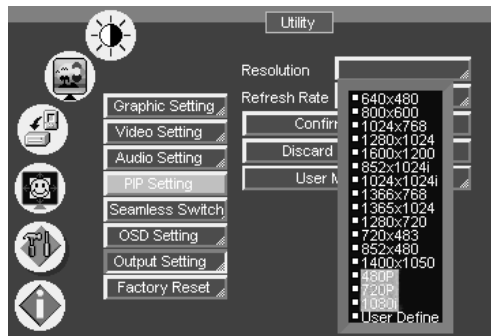 Utility
Resolution
Refresh Rate
Graphic Setting
Video Setting
Audio Setting
PIP Setting
Seamless Switch
OSD Setting
Output Setting
Factory Reset
Confir
Discard
User M
640x480
800x600
1024x768
1280x1024
1600x1200
852x1024i
1024x1024i
1366x768
1365x1024
1280x720
720x483
852x480
1400x1050
480P
720P
1080i
User Define